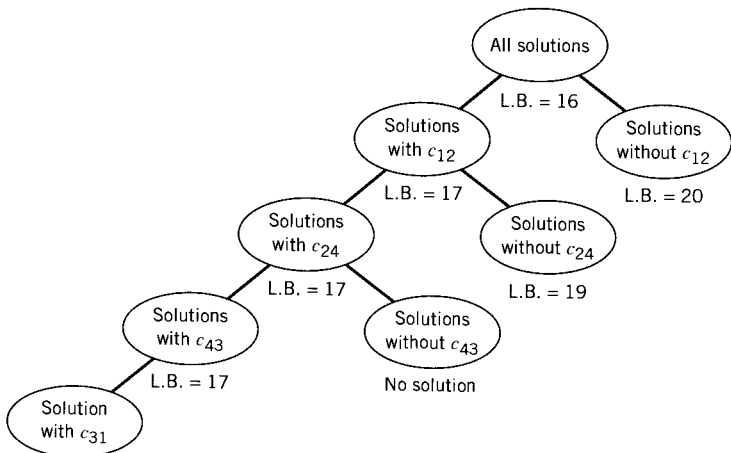 All solutions
L.B. = 16
Solutions
with c12
Solutions
without c12
L.B. = 17
L.B. = 20
Solutions
with c24
Solutions
without c24
L.B. = 17
L.B. = 19
Solutions
with c43
Solutions
without c43
L.B. = 17
No solution
Solution
with c31